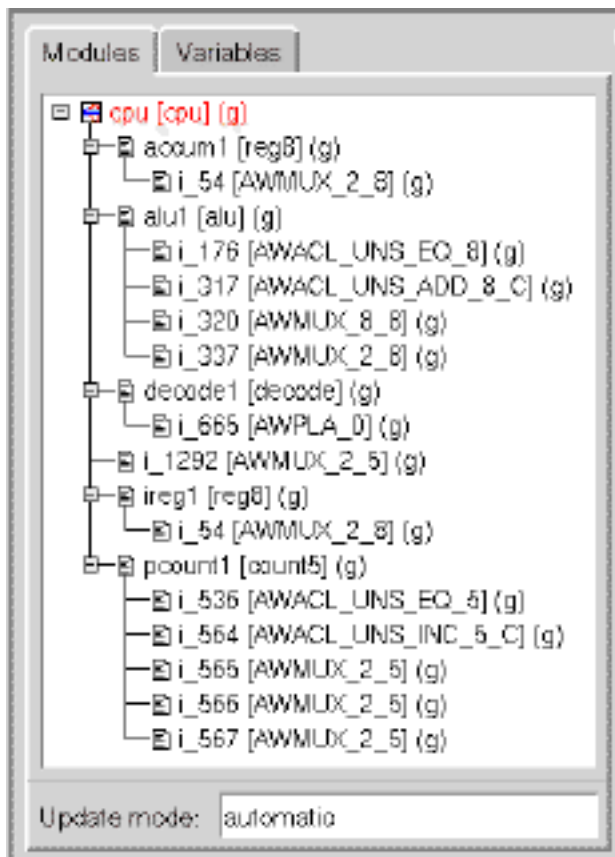 Modules Variables
cpu [cpu] (g)
accum1 [reg8] (g)
i_54 [AWMUX_2_8] (g)
alu1 [alu] (g)
i_176 [AWACL_UNS_EQ_8] (g)
i_317 [AWACL_UNS_ADD_8_C] (g)
i_320 [AWMUX_8_8] (g)
i_337 [AWMUX_2_8] (g)
decode1 [decode] (g)
i_665 [AWPLA_0] (g)
i_1292 [AWMUX_2_5] (g)
ireg1 [reg8] (g)
i_54 [AWMUX_2_8] (g)
pcount1 [count5] (g)
i_536 [AWACL_UNS_EQ_5] (g)
i_564 [AWACL_UNS_INC_5_C] (g)
i_565 [AWMUX_2_5] (g)
i_566 [AWMUX_2_5] (g)
i_567 [AWMUX_2_5] (g)
Update mode: automatic